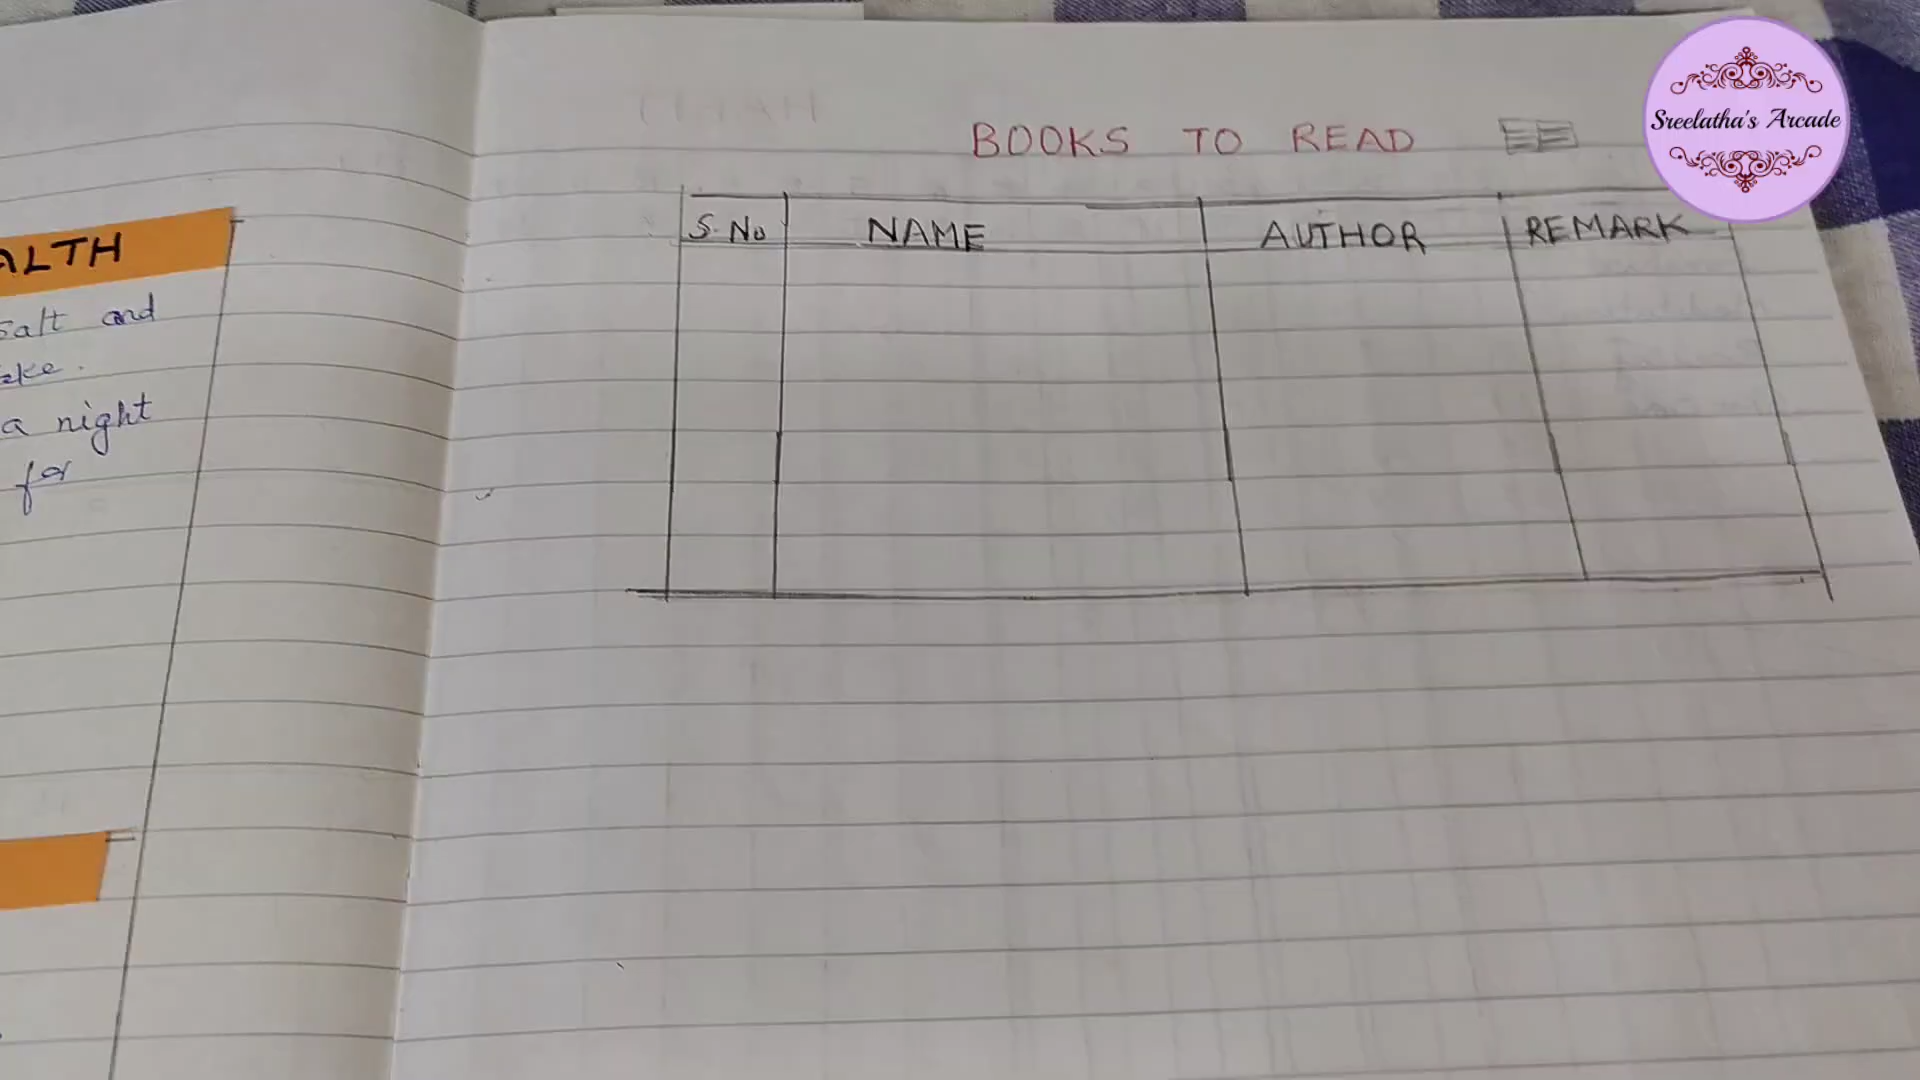 ALTH
salt and
a night
for
BOOKS TO READ
S. No NAME AUTHOR REMARK
Sreelatha's Arcade